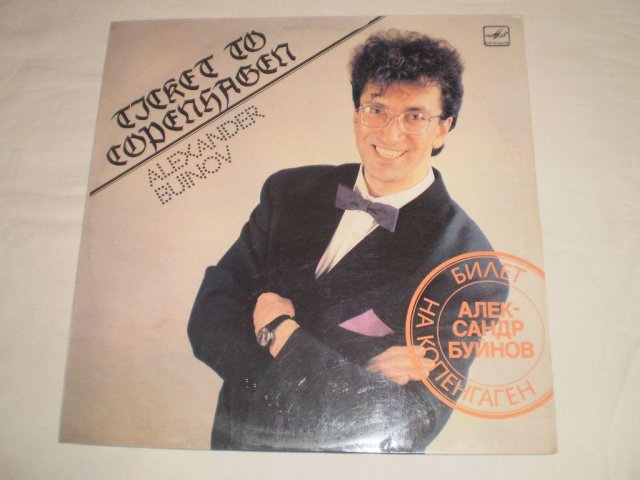 TICKET TO
COPENHAGEN
ALEXANDER
BUINOV
БИЛЕТ
НА КОПЕНГАГЕН
АЛЕК-
САНДР
БУЙНОВ